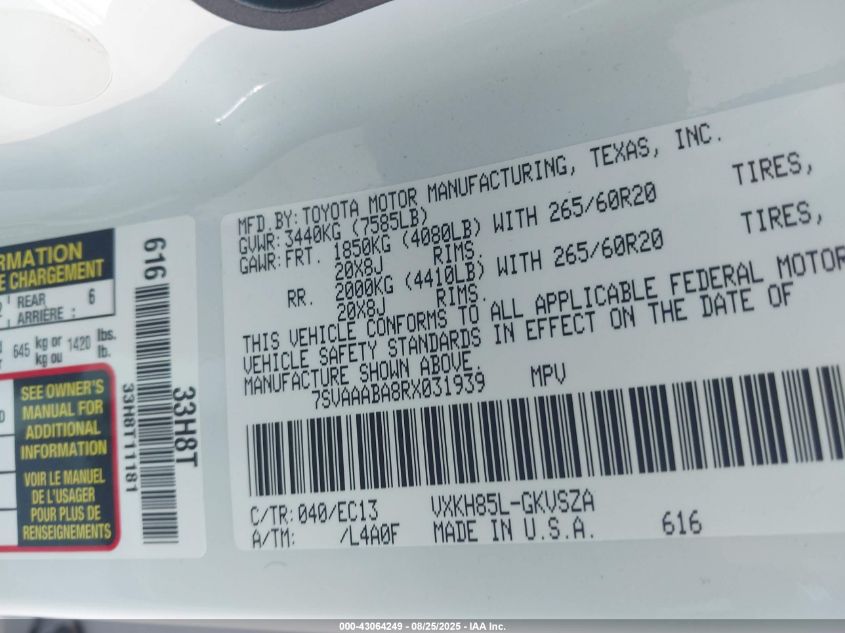 MFD.BY: TOYOTA MOTOR MANUFACTURING, TEXAS, INC.
GVWR: 3440KG (7585LB)
GAWR: FRT. 1850KG (4080LB) WITH 265/60R20 TIRES,
20X8J RIMS.
RR. 2000KG (4410LB) WITH 265/60R20 TIRES,
20X8J RIMS.
THIS VEHICLE CONFORMS TO ALL APPLICABLE FEDERAL MOTOR
VEHICLE SAFETY STANDARDS IN EFFECT ON THE DATE OF
MANUFACTURE SHOWN ABOVE.
7SVAAABA8RX031939 MPV
C/TR: 040/EC13 VXKH85L-GKVSZA
A/TM: /L4A0F MADE IN U.S.A. 616
RMATION
E CHARGEMENT
REAR
ARRIÈRE : 6
645 kg or 1420 lbs.
kg ou lb.
SEE OWNER'S
MANUAL FOR
ADDITIONAL
INFORMATION
VOIR LE MANUEL
DE L'USAGER
POUR PLUS DE
RENSEIGNEMENTS
616
33H8T11181
33H8T
000-43064249 - 08/25/2025 - IAA Inc.